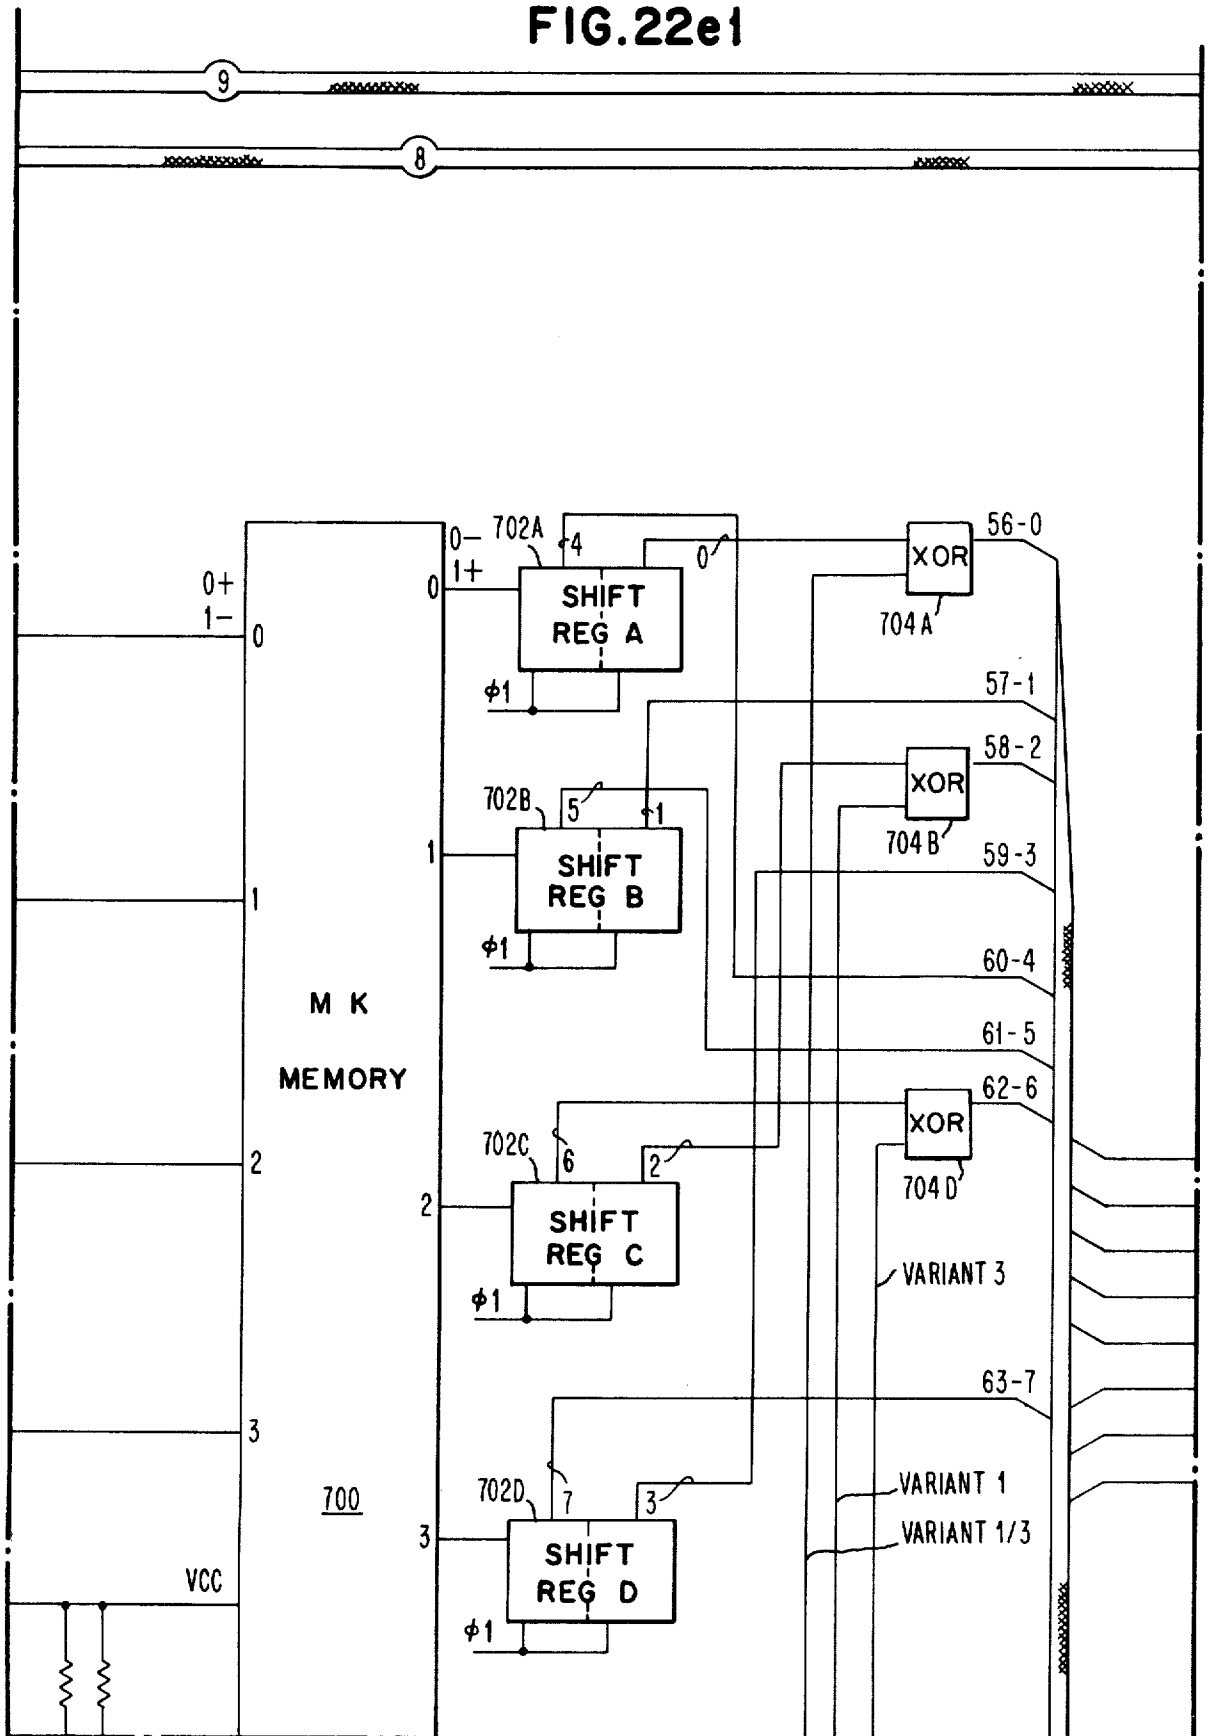 FIG.22e1
9
8
0-
1+
702A
4
0
56-0
XOR
0+
1-
0
0
SHIFT
REG A
704A
φ1
57-1
58-2
XOR
702B
5
1
704B
1
1
SHIFT
REG B
59-3
φ1
60-4
M K
MEMORY
61-5
62-6
XOR
702C
6
2
704D
2
2
SHIFT
REG C
VARIANT 3
φ1
63-7
3
700
702D
7
3
VARIANT 1
3
SHIFT
REG D
VARIANT 1/3
VCC
φ1